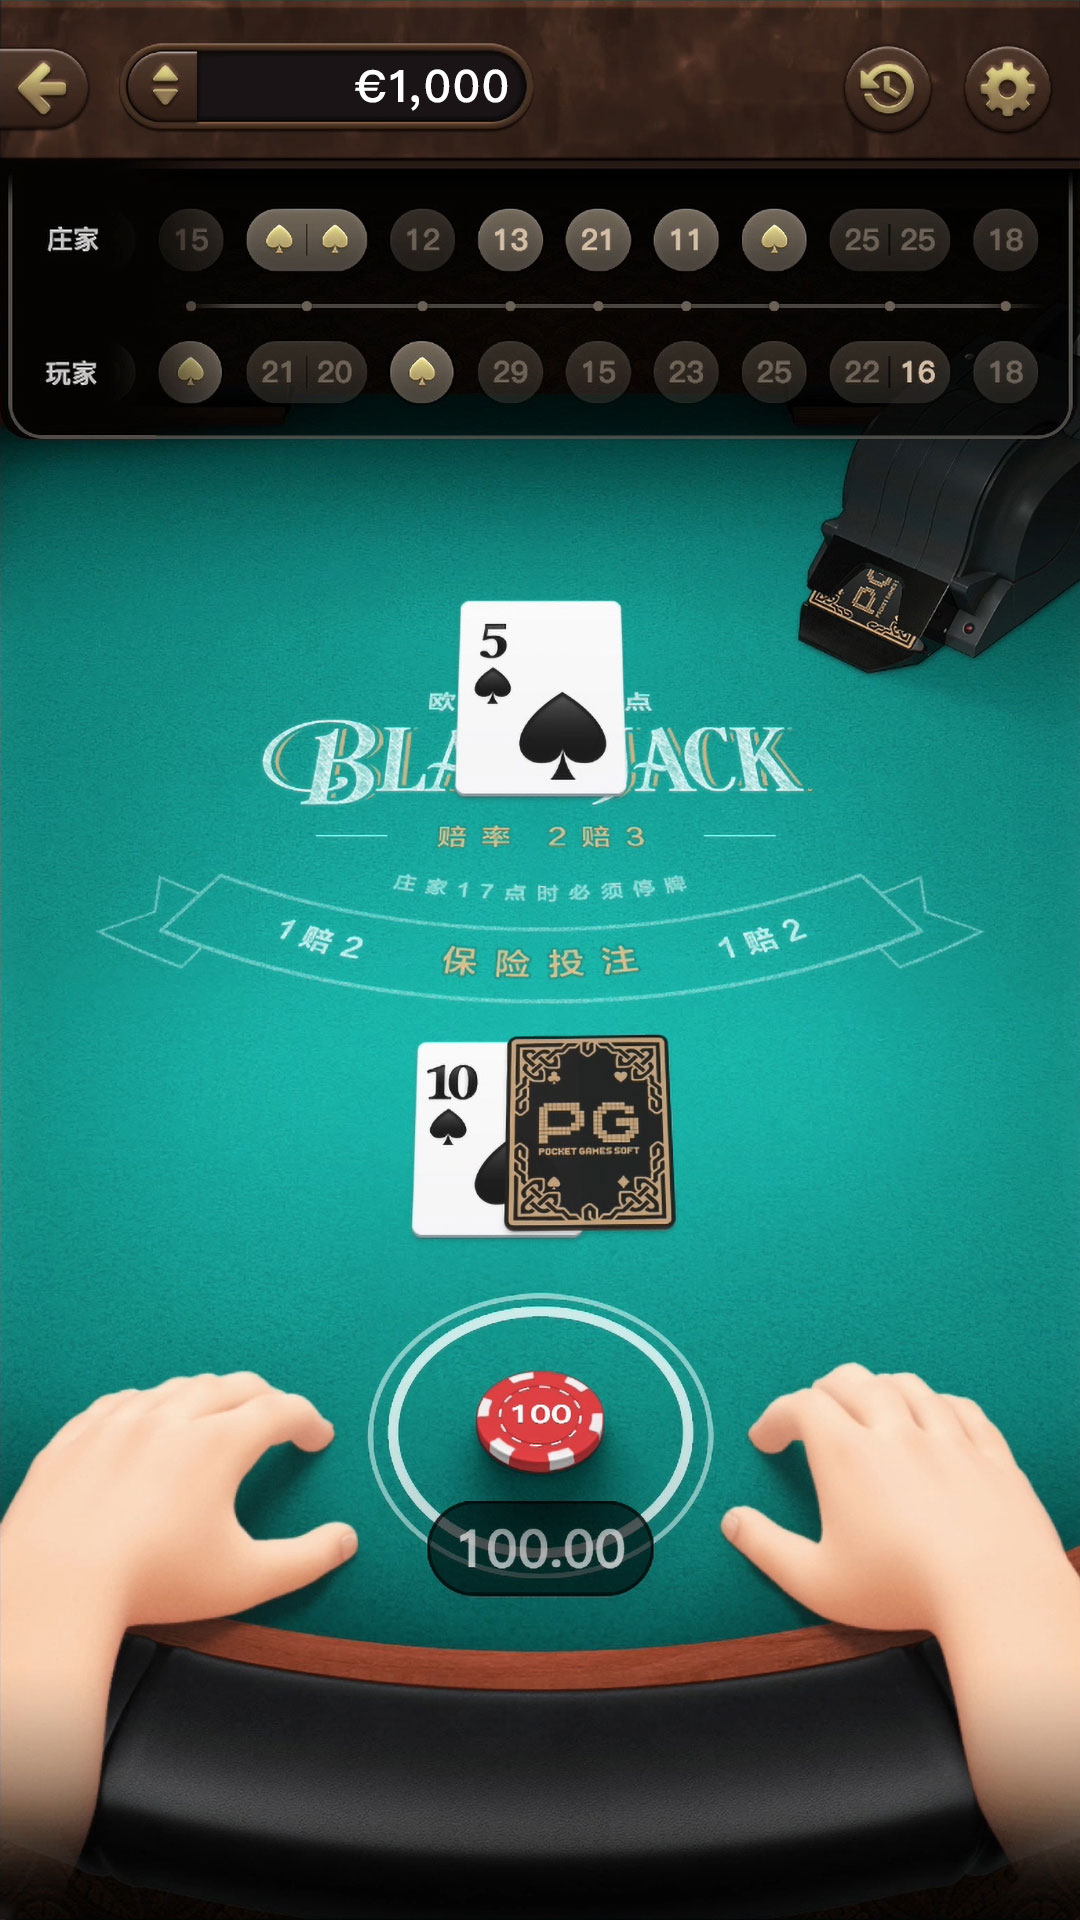 €1,000
庄家 15 12 13 21 11 25 25 18
玩家 21 20 29 15 23 25 22 16 18
5
欧 点
BLA JACK
赔率 2赔3
庄家17点时必须停牌
1赔2 保险投注 1赔2
10
PG
POCKET GAMES SOFT
100
100.00